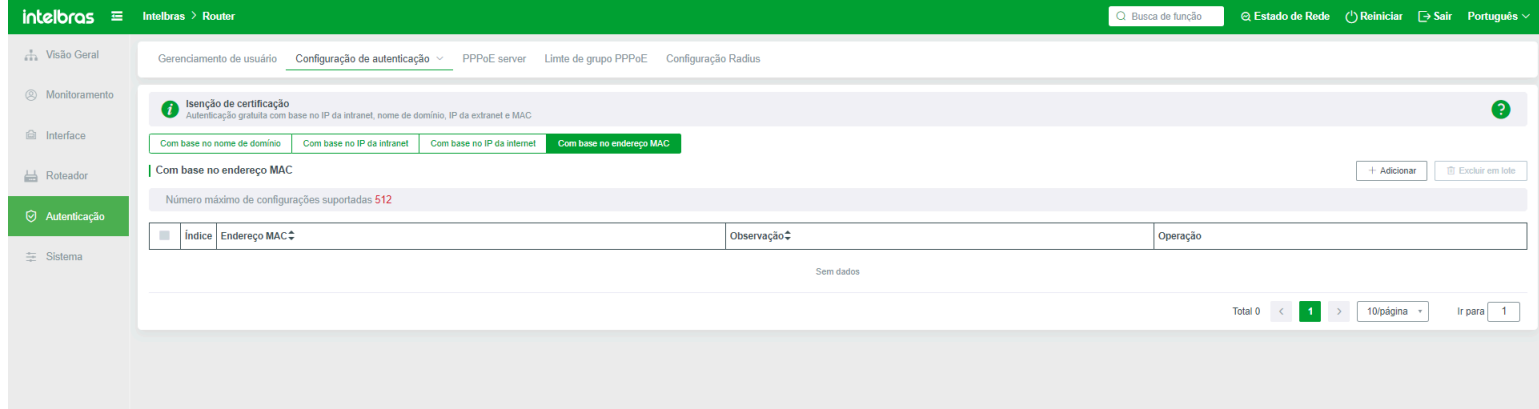 intelbras Intelbras > Router Busca de função Estado de Rede Reiniciar Sair Português
Visão Geral
Gerenciamento de usuário Configuração de autenticação PPPoE server Limte de grupo PPPoE Configuração Radius
Monitoramento
Isenção de certificação
Autenticação gratuita com base no IP da intranet, nome de domínio, IP da extranet e MAC
Interface
Com base no nome de domínio Com base no IP da intranet Com base no IP da internet Com base no endereço MAC
Roteador
Com base no endereço MAC + Adicionar Excluir em lote
Número máximo de configurações suportadas 512
Autenticação
Índice Endereço MAC Observação Operação
Sistema
Sem dados
Total 0 < 1 > 10/página Ir para 1